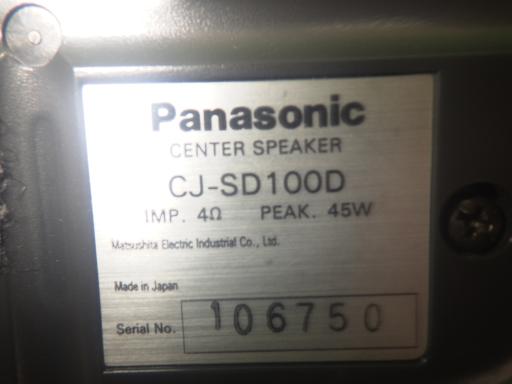 Panasonic
CENTER SPEAKER
CJ-SD100D
IMP. 4Ω PEAK. 45W
Matsushita Electric Industrial Co., Ltd.
Made in Japan
Serial No. 106750